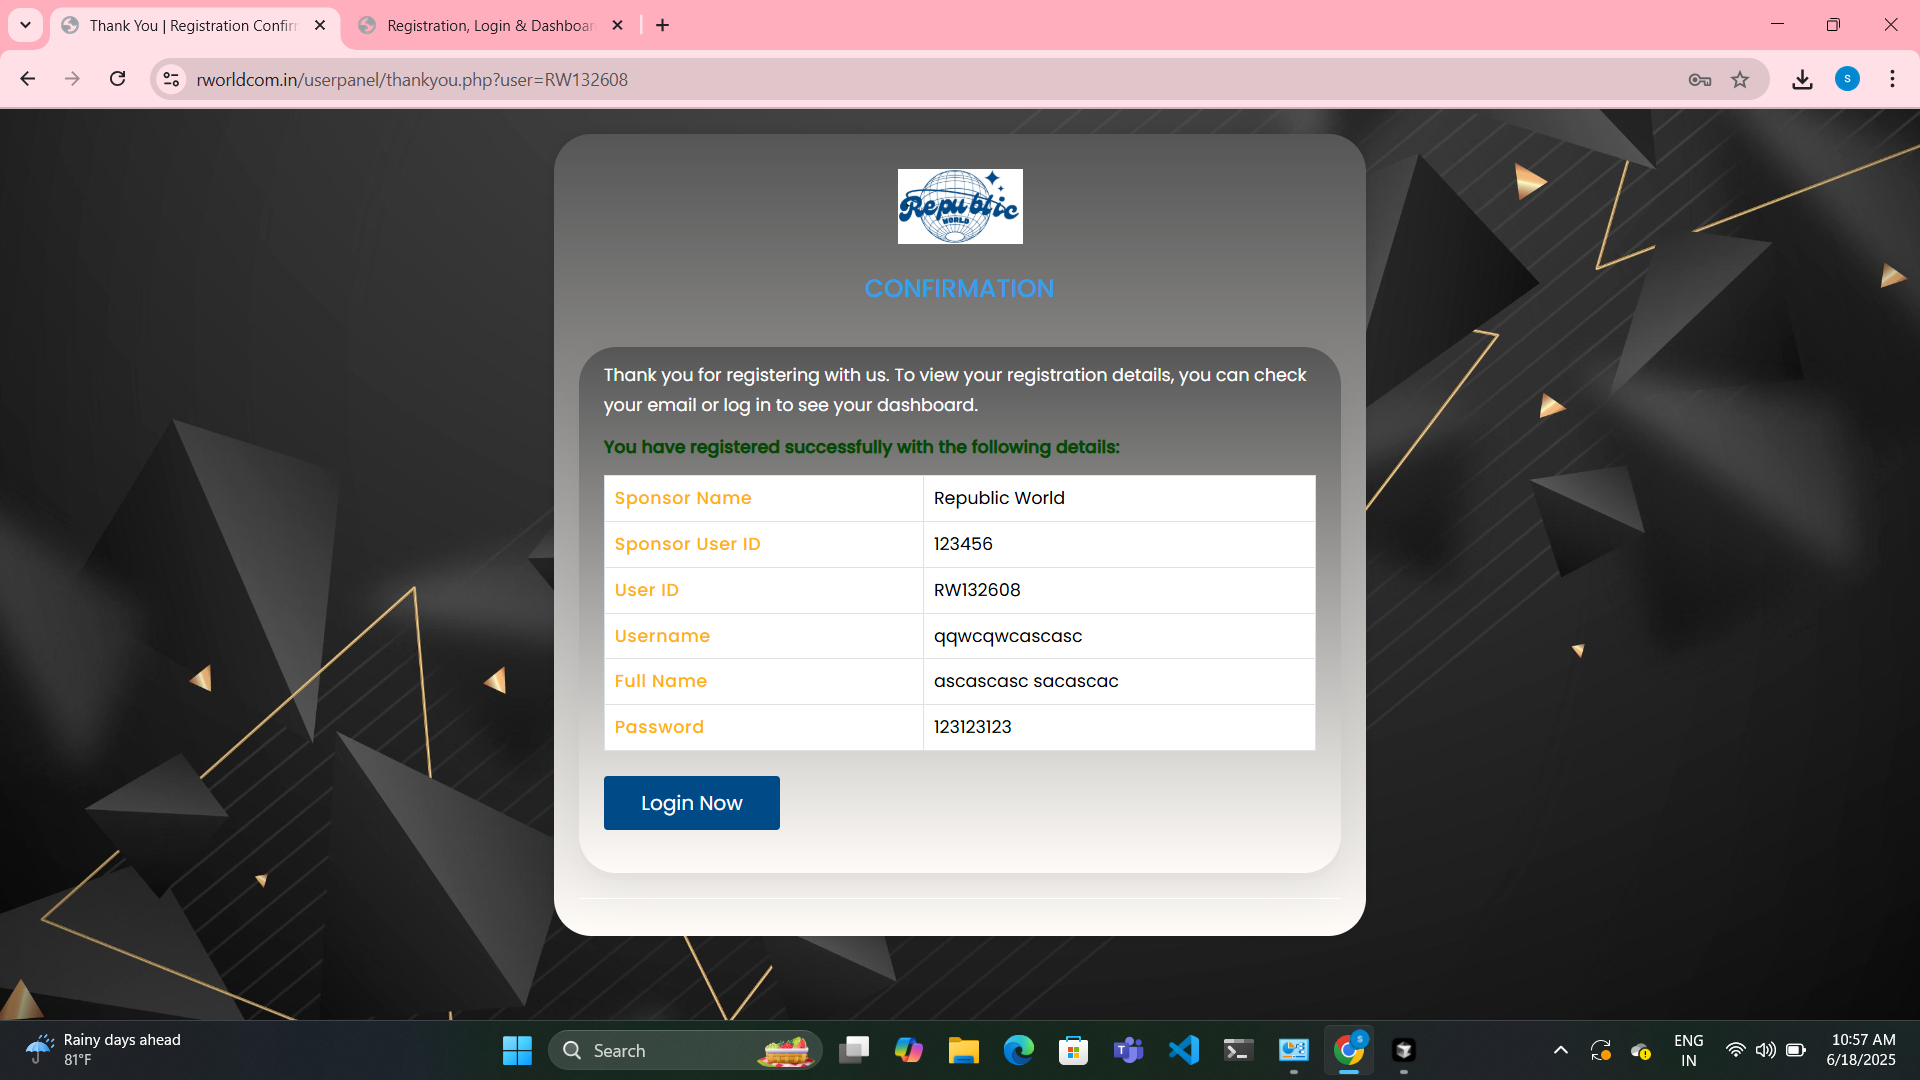 Thank You | Registration Confirm
Registration, Login & Dashboar
rworldcom.in/userpanel/thankyou.php?user=RW132608
S
Republic
WORLD
CONFIRMATION
Thank you for registering with us. To view your registration details, you can check
your email or log in to see your dashboard.
You have registered successfully with the following details:
Sponsor Name Republic World
Sponsor User ID 123456
User ID RW132608
Username qqwcqwcascasc
Full Name ascascasc sacascac
Password 123123123
Login Now
Rainy days ahead
81°F
Search
ENG
IN
10:57 AM
6/18/2025